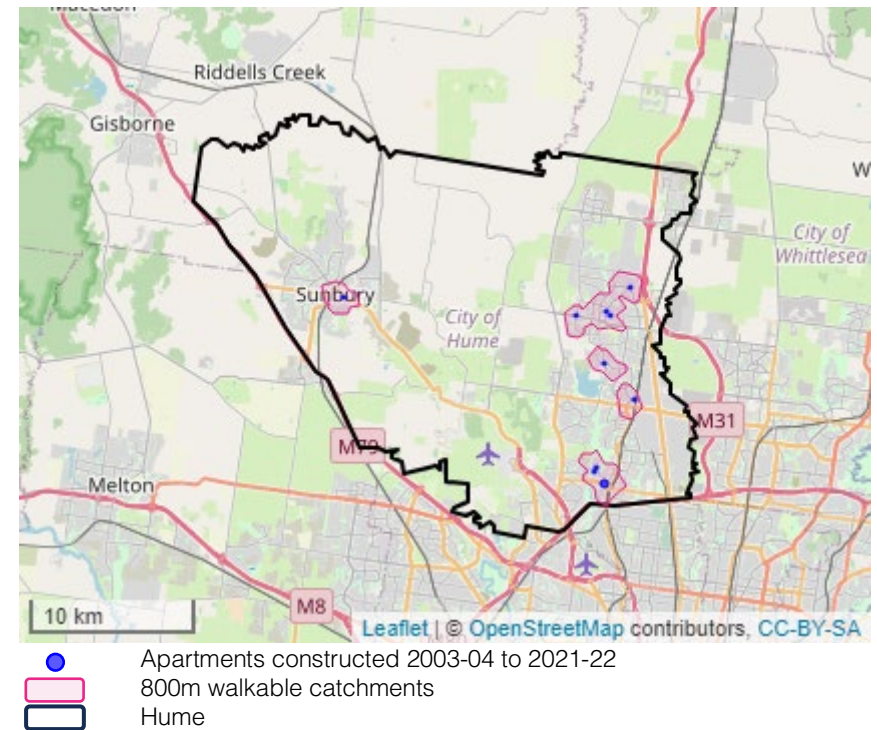 Macedon
Riddells Creek
Gisborne
W
City of
Whittlesea
Sunbury
City of
Hume
M31
M79
Melton
M8
10 km
Leaflet | © OpenStreetMap contributors, CC-BY-SA
Apartments constructed 2003-04 to 2021-22
800m walkable catchments
Hume